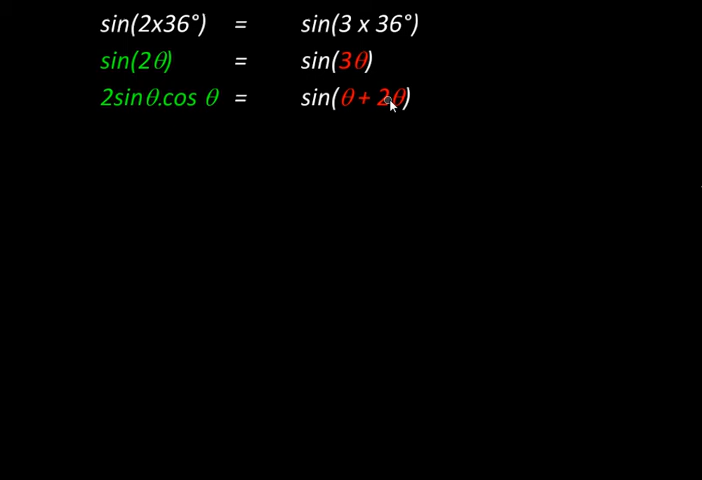 sin(2x36°) = sin(3 x 36°)
sin(2θ) = sin(3θ)
2sinθ.cos θ = sin(θ + 2θ)